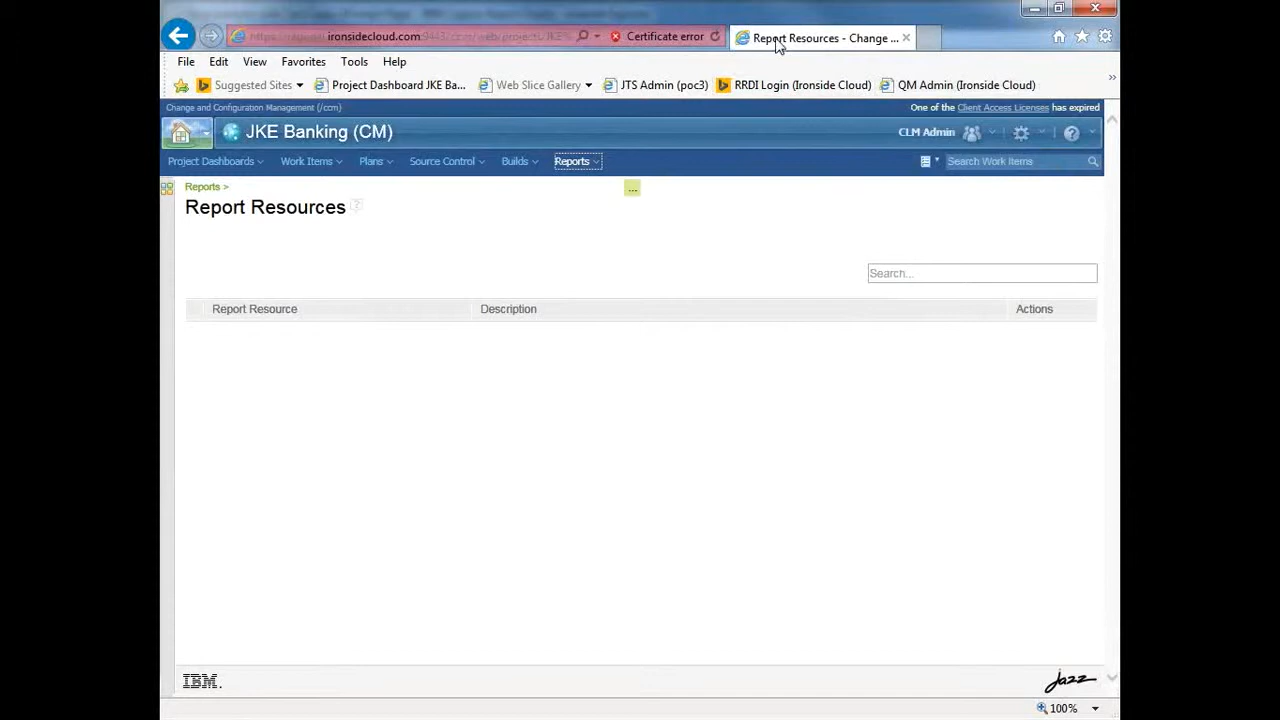 ironsidecloud.com
Certificate error
Report Resources - Change ...
File Edit View Favorites Tools Help
Suggested Sites
Project Dashboard JKE Ba...
Web Slice Gallery
JTS Admin (poc3)
RRDI Login (Ironside Cloud)
QM Admin (Ironside Cloud)
Change and Configuration Management (/ccm)
One of the Client Access Licenses has expired
JKE Banking (CM)
CLM Admin
Project Dashboards Work Items Plans Source Control Builds Reports
Search Work Items
Reports >
...
Report Resources
Search...
Report Resource Description Actions
IBM.
jazz
100%